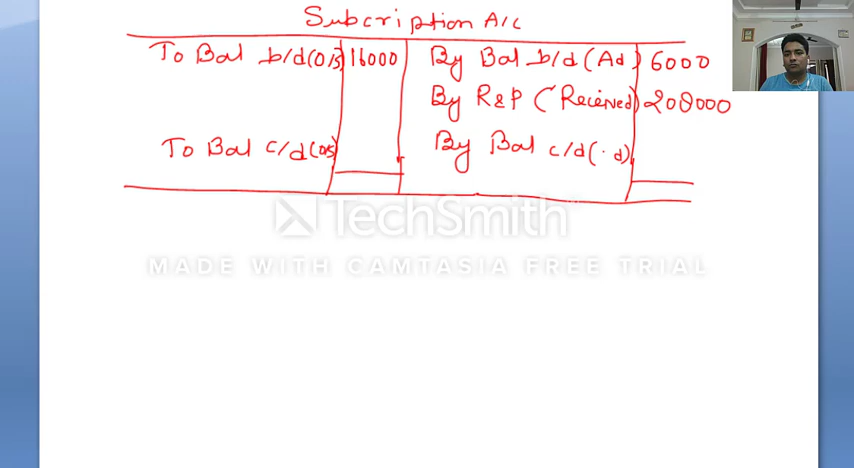 Subscription A/C
To Bal b/d(O/S) 16000 By Bal b/d (Ad) 6000
By R&P (Received) 200000
To Bal c/d(O/S) By Bal c/d(·d)
TechSmith
MADE WITH CAMTASIA FREE TRIAL